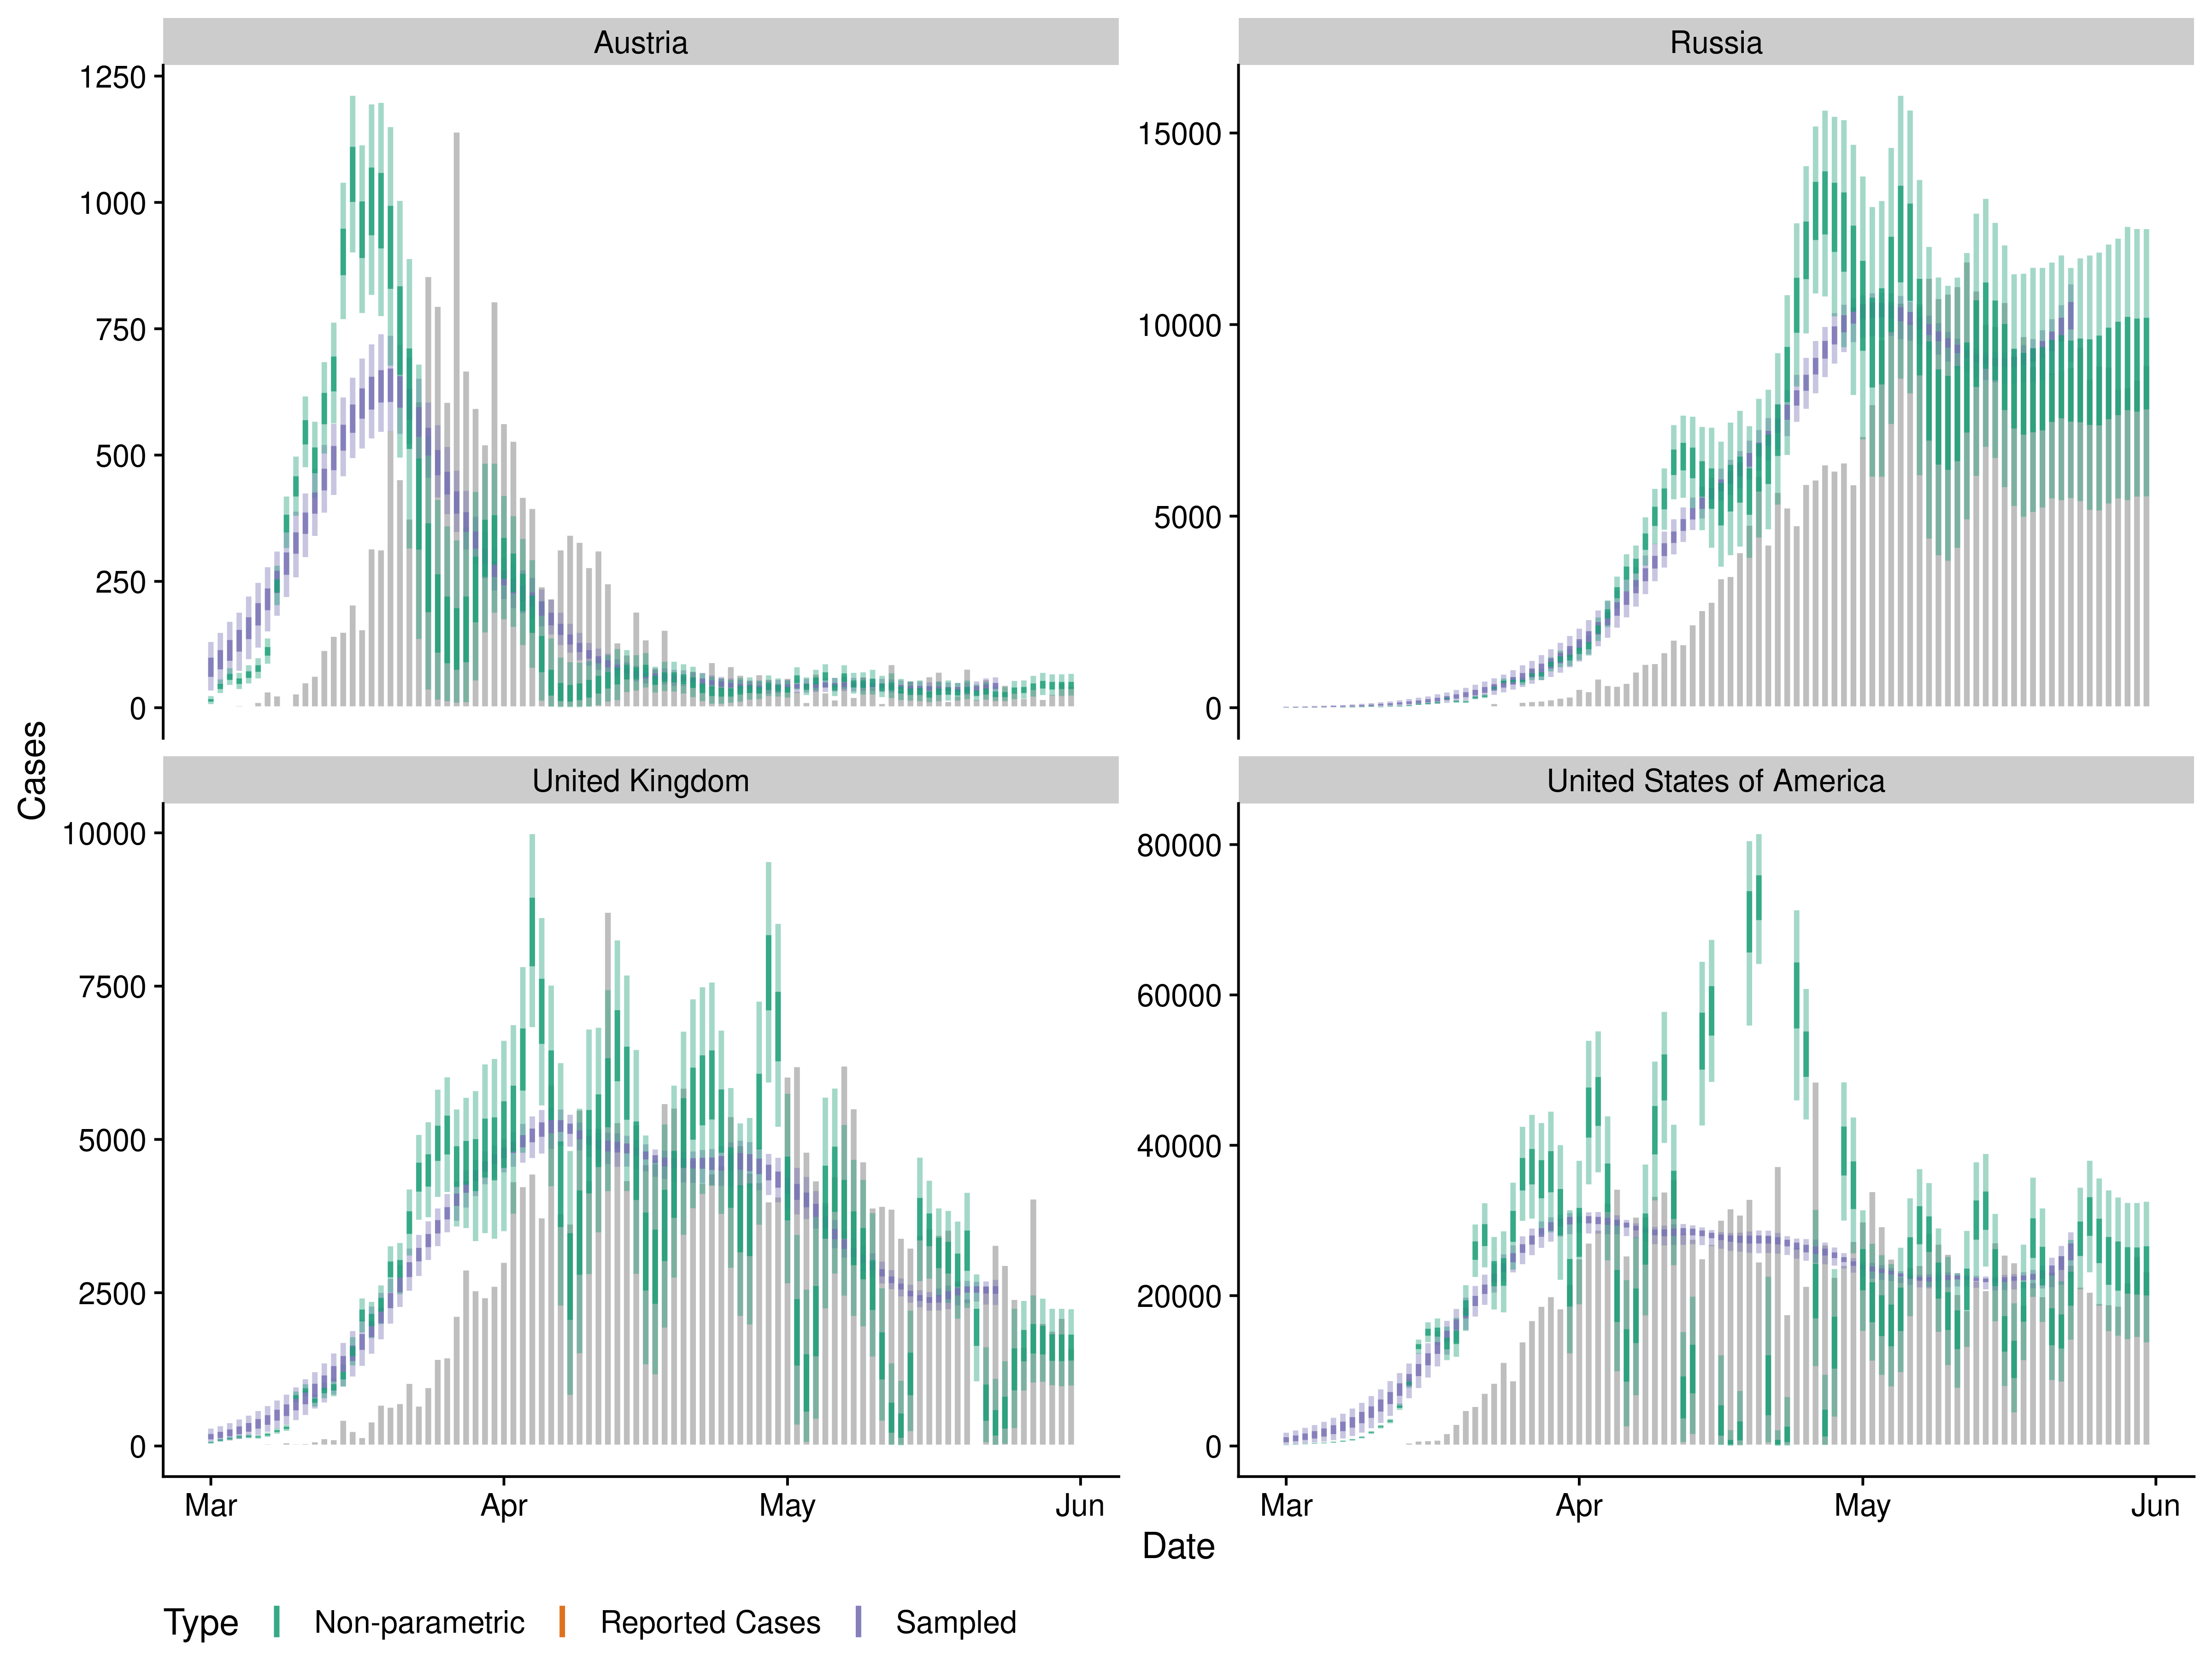 Austria
Russia
1250
1000
750
500
250
0
15000
10000
5000
0
Cases
United Kingdom
United States of America
10000
7500
5000
2500
0
80000
60000
40000
20000
0
Mar Apr May Jun
Mar Apr May Jun
Date
Type Non-parametric Reported Cases Sampled